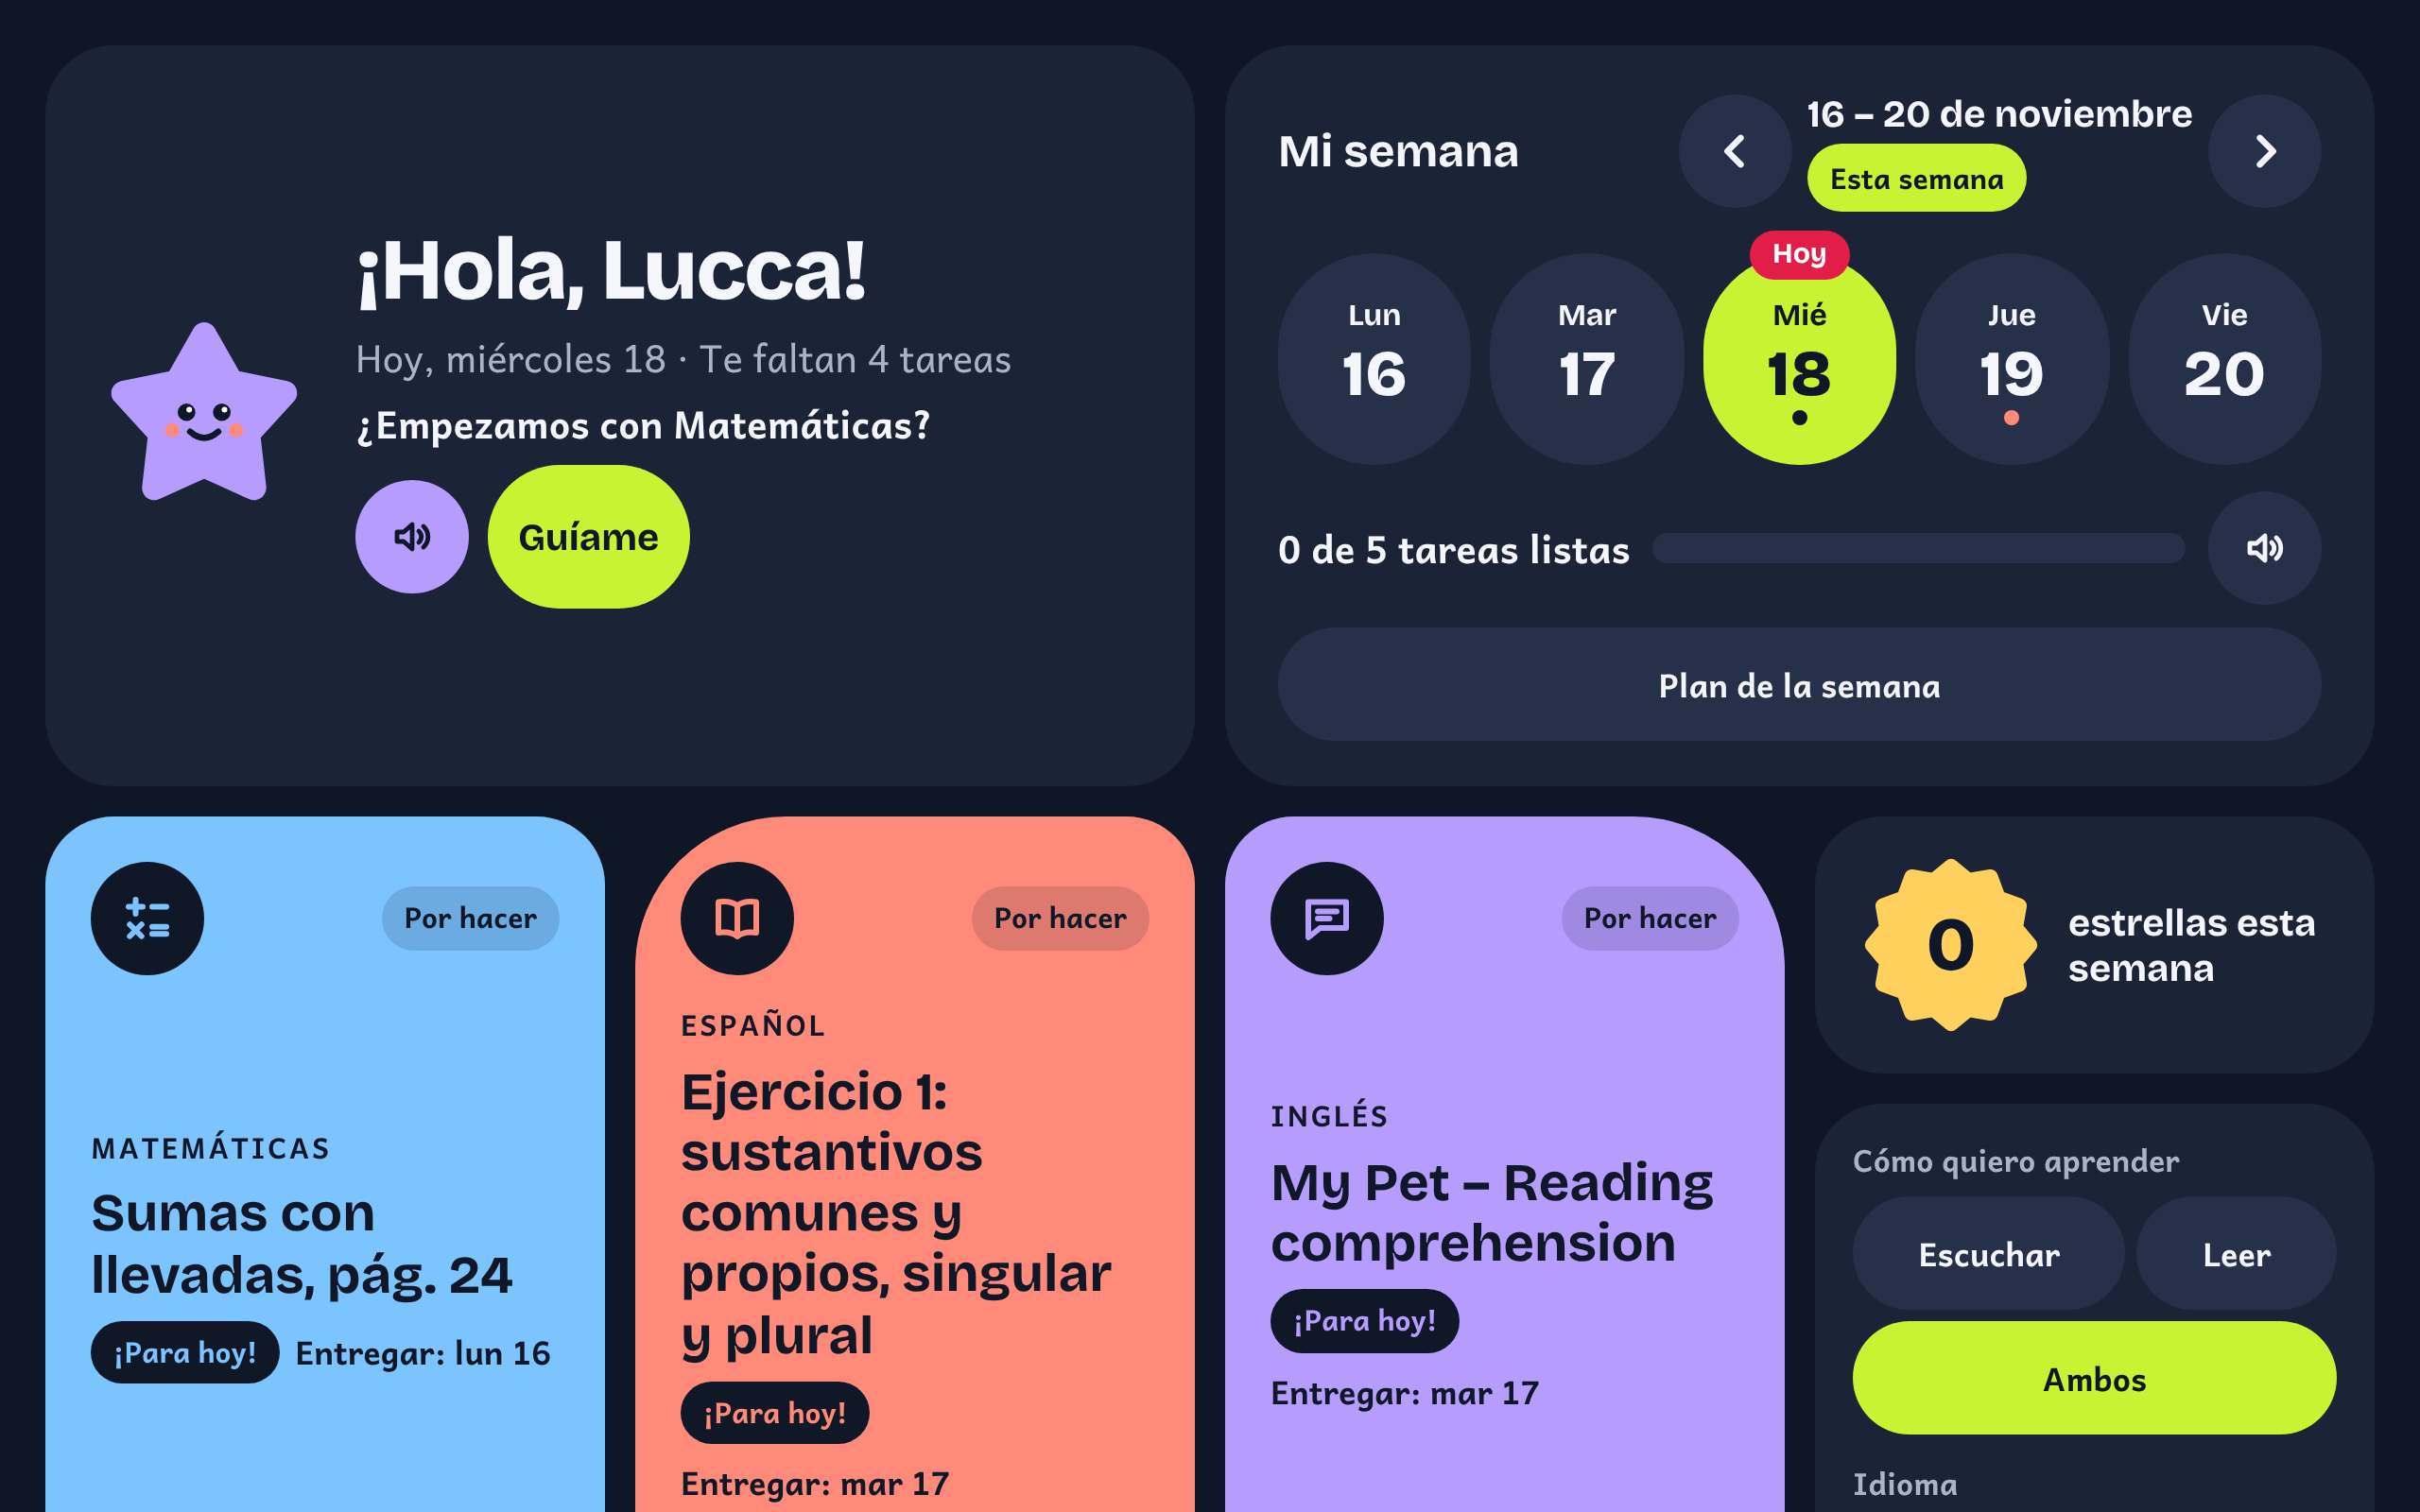 ¡Hola, Lucca!
Hoy, miércoles 18 · Te faltan 4 tareas
¿Empezamos con Matemáticas?
Guíame
Mi semana
16 – 20 de noviembre
Esta semana
Hoy
Lun
16
Mar
17
Mié
18
Jue
19
Vie
20
0 de 5 tareas listas
Plan de la semana
Por hacer
MATEMÁTICAS
Sumas con
llevadas, pág. 24
¡Para hoy!
Entregar: lun 16
Por hacer
ESPAÑOL
Ejercicio 1:
sustantivos
comunes y
propios, singular
y plural
¡Para hoy!
Entregar: mar 17
Por hacer
INGLÉS
My Pet – Reading
comprehension
¡Para hoy!
Entregar: mar 17
0
estrellas esta
semana
Cómo quiero aprender
Escuchar
Leer
Ambos
Idioma